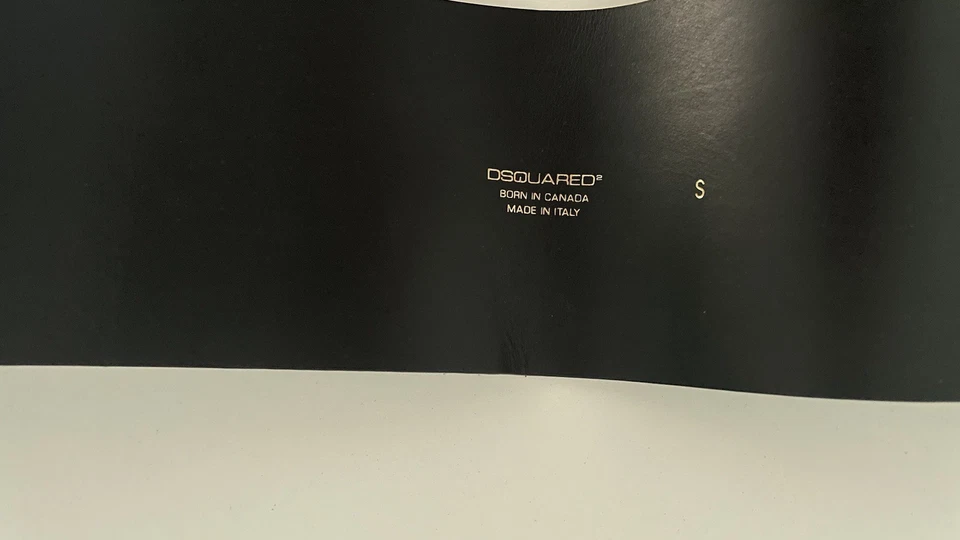 DSQUARED²
BORN IN CANADA
MADE IN ITALY
S